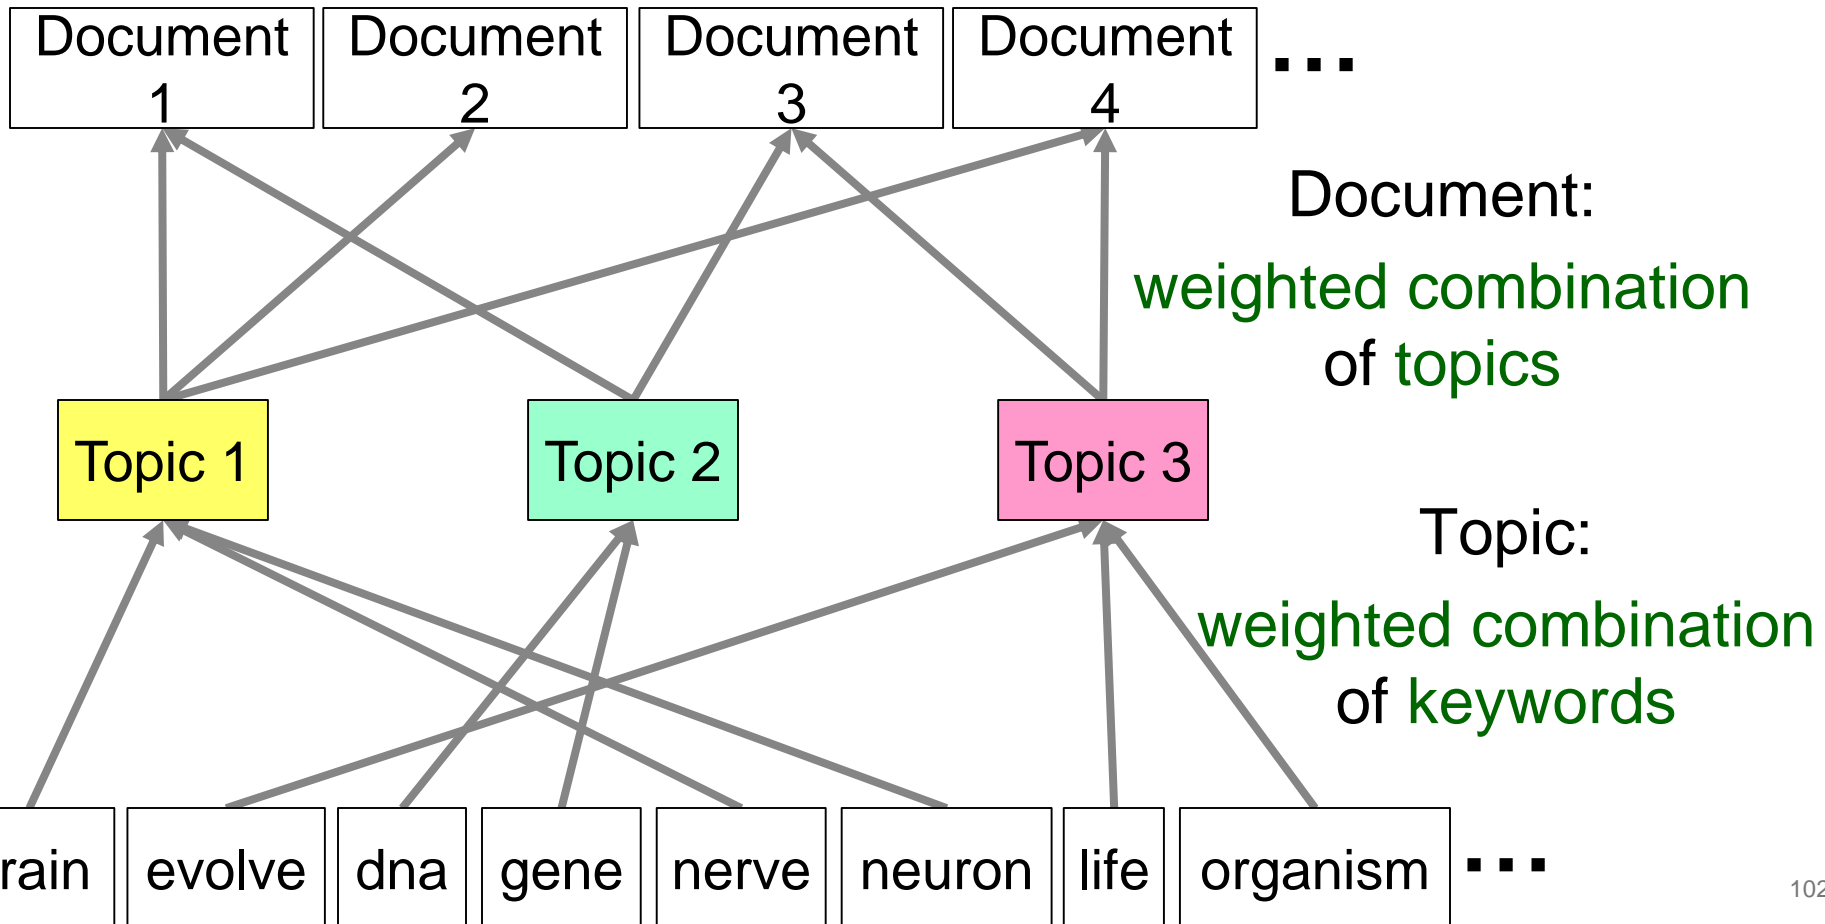 Document Document Document Document ...
1 2 3 4
Document:
weighted combination
of topics
Topic 1 Topic 2 Topic 3
Topic:
weighted combination
of keywords
rain evolve dna gene nerve neuron life organism ...
102